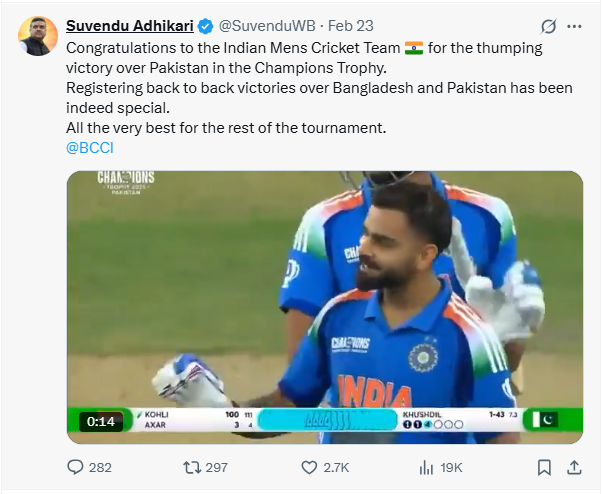 Suvendu Adhikari @SuvenduWB · Feb 23
Congratulations to the Indian Mens Cricket Team 🇮🇳 for the thumping
victory over Pakistan in the Champions Trophy.
Registering back to back victories over Bangladesh and Pakistan has been
indeed special.
All the very best for the rest of the tournament.
@BCCI
CHAMPIONS
TROPHY 2025
PAKISTAN
CHAMPIONS
INDIA
0:14
KOHLI 100 111
AXAR 3 4
KHUSHDIL 1-43 7.3
1 1 4
282 297 2.7K 19K